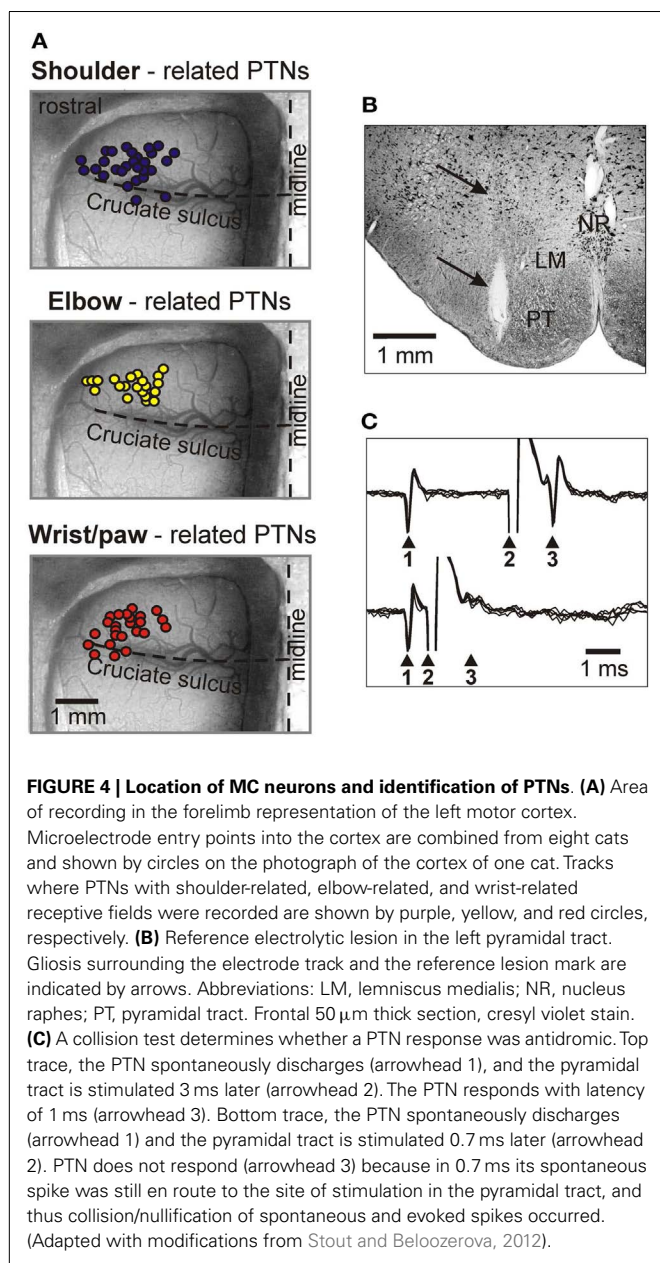 A
Shoulder - related PTNs
rostral
Cruciate sulcus
midline
Elbow - related PTNs
Cruciate sulcus
midline
Wrist/paw - related PTNs
Cruciate sulcus
midline
1 mm
B
NR
LM
PT
1 mm
C
1 2 3
1 2 3
1 ms
FIGURE 4 | Location of MC neurons and identification of PTNs. (A) Area
of recording in the forelimb representation of the left motor cortex.
Microelectrode entry points into the cortex are combined from eight cats
and shown by circles on the photograph of the cortex of one cat. Tracks
where PTNs with shoulder-related, elbow-related, and wrist-related
receptive fields were recorded are shown by purple, yellow, and red circles,
respectively. (B) Reference electrolytic lesion in the left pyramidal tract.
Gliosis surrounding the electrode track and the reference lesion mark are
indicated by arrows. Abbreviations: LM, lemniscus medialis; NR, nucleus
raphes; PT, pyramidal tract. Frontal 50 μm thick section, cresyl violet stain.
(C) A collision test determines whether a PTN response was antidromic. Top
trace, the PTN spontaneously discharges (arrowhead 1), and the pyramidal
tract is stimulated 3 ms later (arrowhead 2). The PTN responds with latency
of 1 ms (arrowhead 3). Bottom trace, the PTN spontaneously discharges
(arrowhead 1) and the pyramidal tract is stimulated 0.7 ms later (arrowhead
2). PTN does not respond (arrowhead 3) because in 0.7 ms its spontaneous
spike was still en route to the site of stimulation in the pyramidal tract, and
thus collision/nullification of spontaneous and evoked spikes occurred.
(Adapted with modifications from Stout and Beloozerova, 2012).